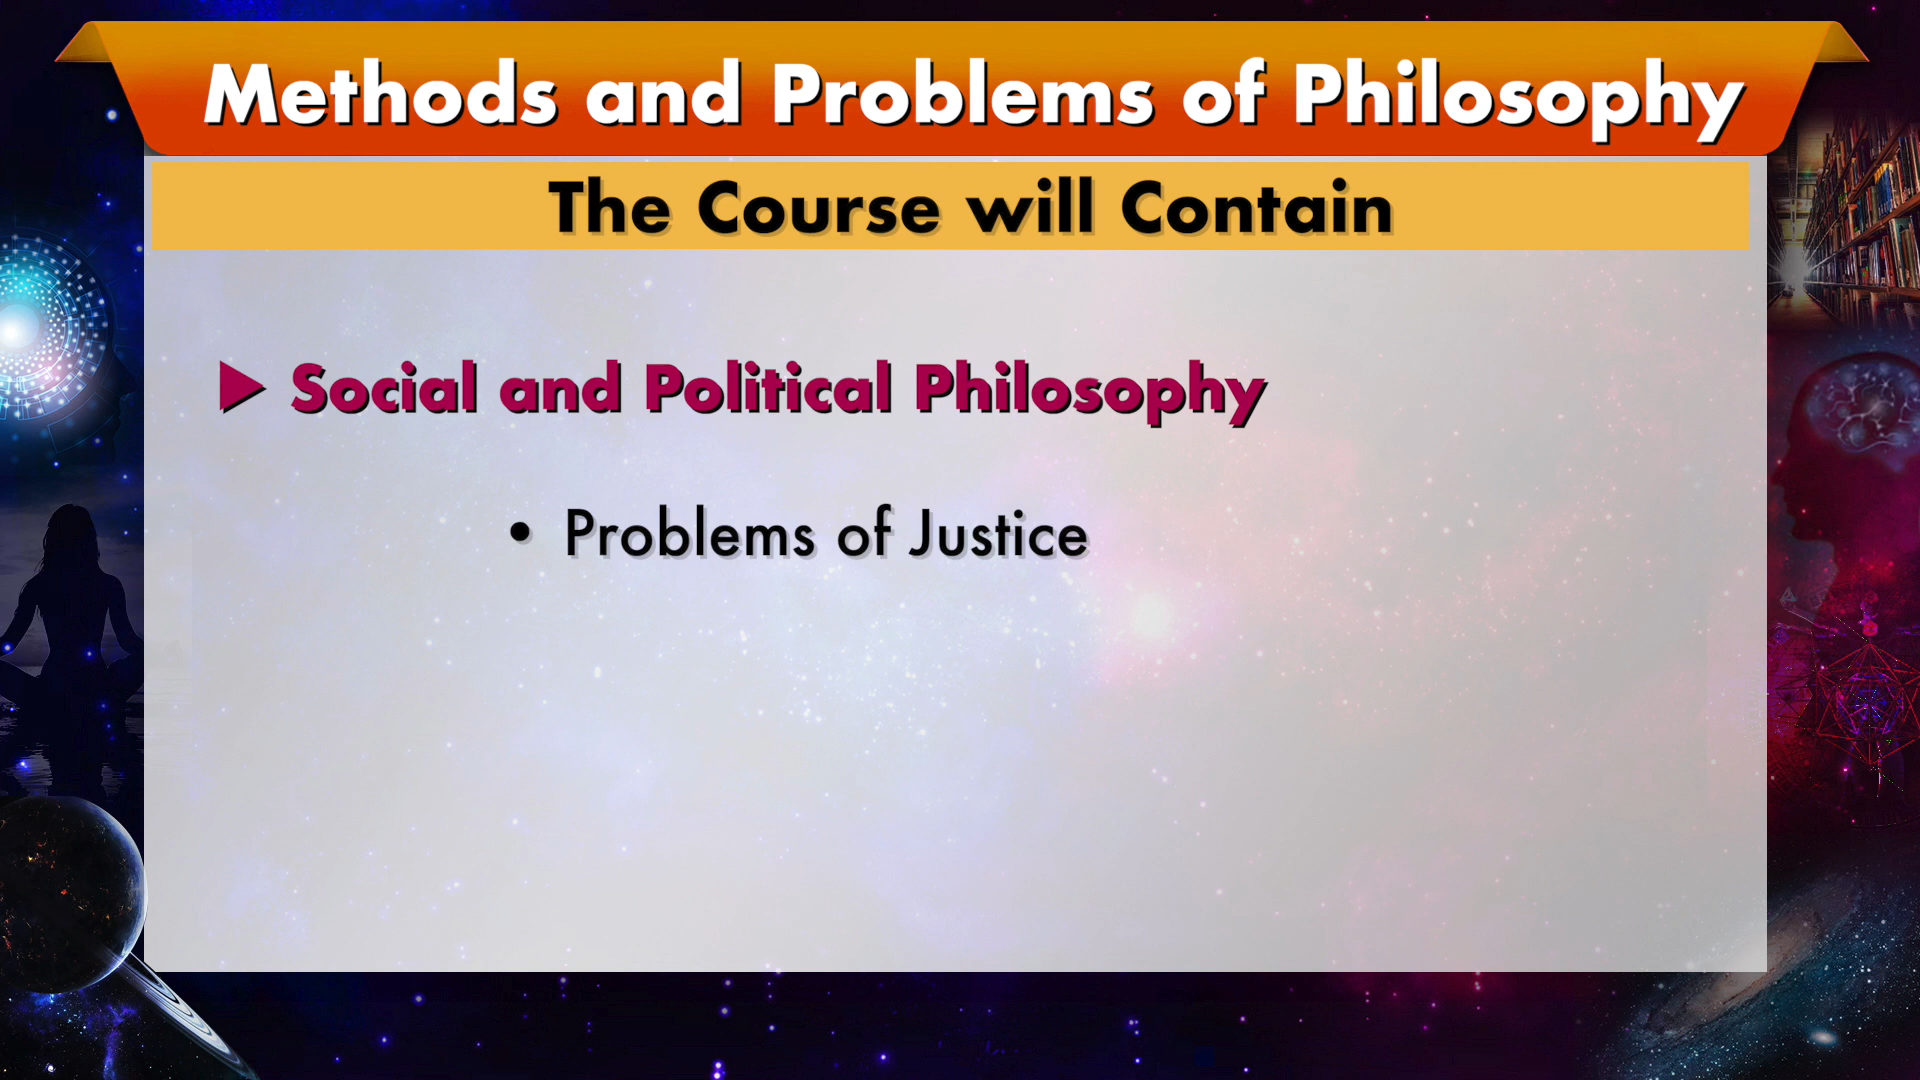 Methods and Problems of Philosophy
The Course will Contain
▶ Social and Political Philosophy
• Problems of Justice